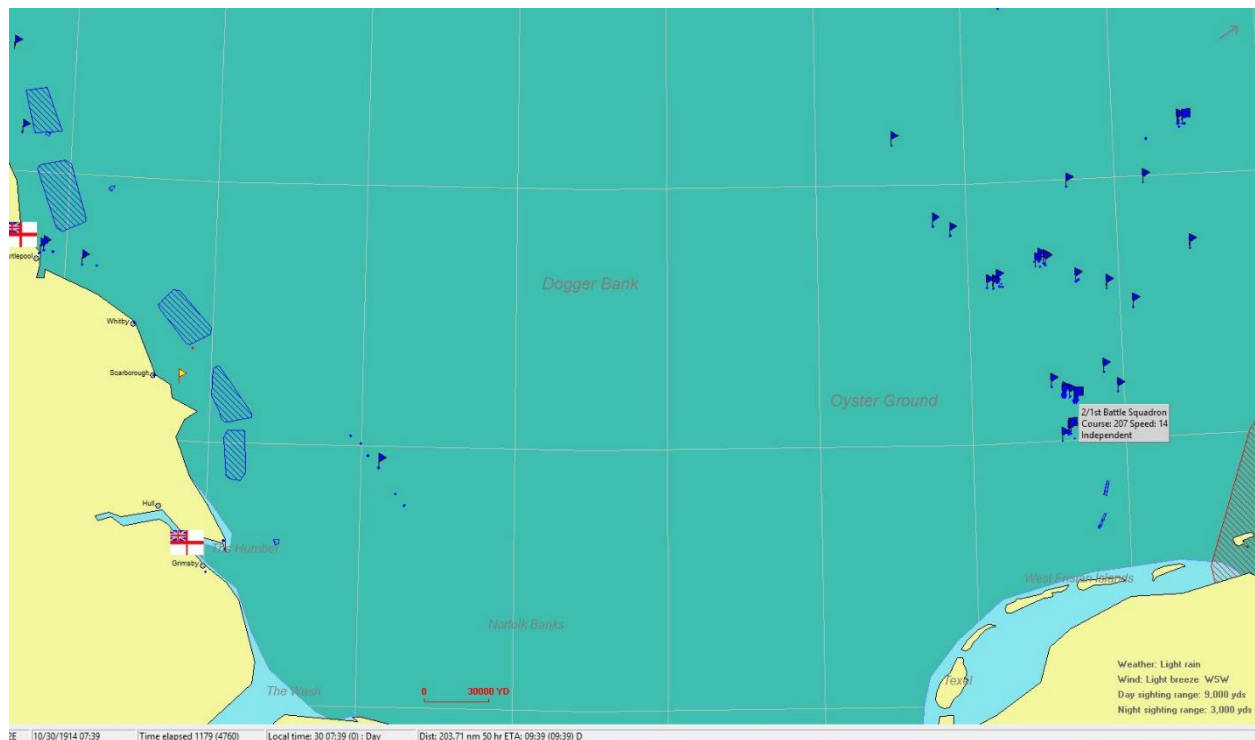 rtlepool
Whitby
Dogger Bank
Scarborough
Oyster Ground
2/1st Battle Squadron
Course: 207 Speed: 14
Independent
Hull
The Humber
Grimsby
West Frisian Islands
Norfolk Banks
Texel
The Wash
0 30000 YD
Weather: Light rain
Wind: Light breeze WSW
Day sighting range: 9,000 yds
Night sighting range: 3,000 yds
2E 10/30/1914 07:39 Time elapsed 1179 (4760) Local time: 30 07:39 (0) : Day Dist: 203.71 nm 50 hr ETA: 09:39 (09:39) D